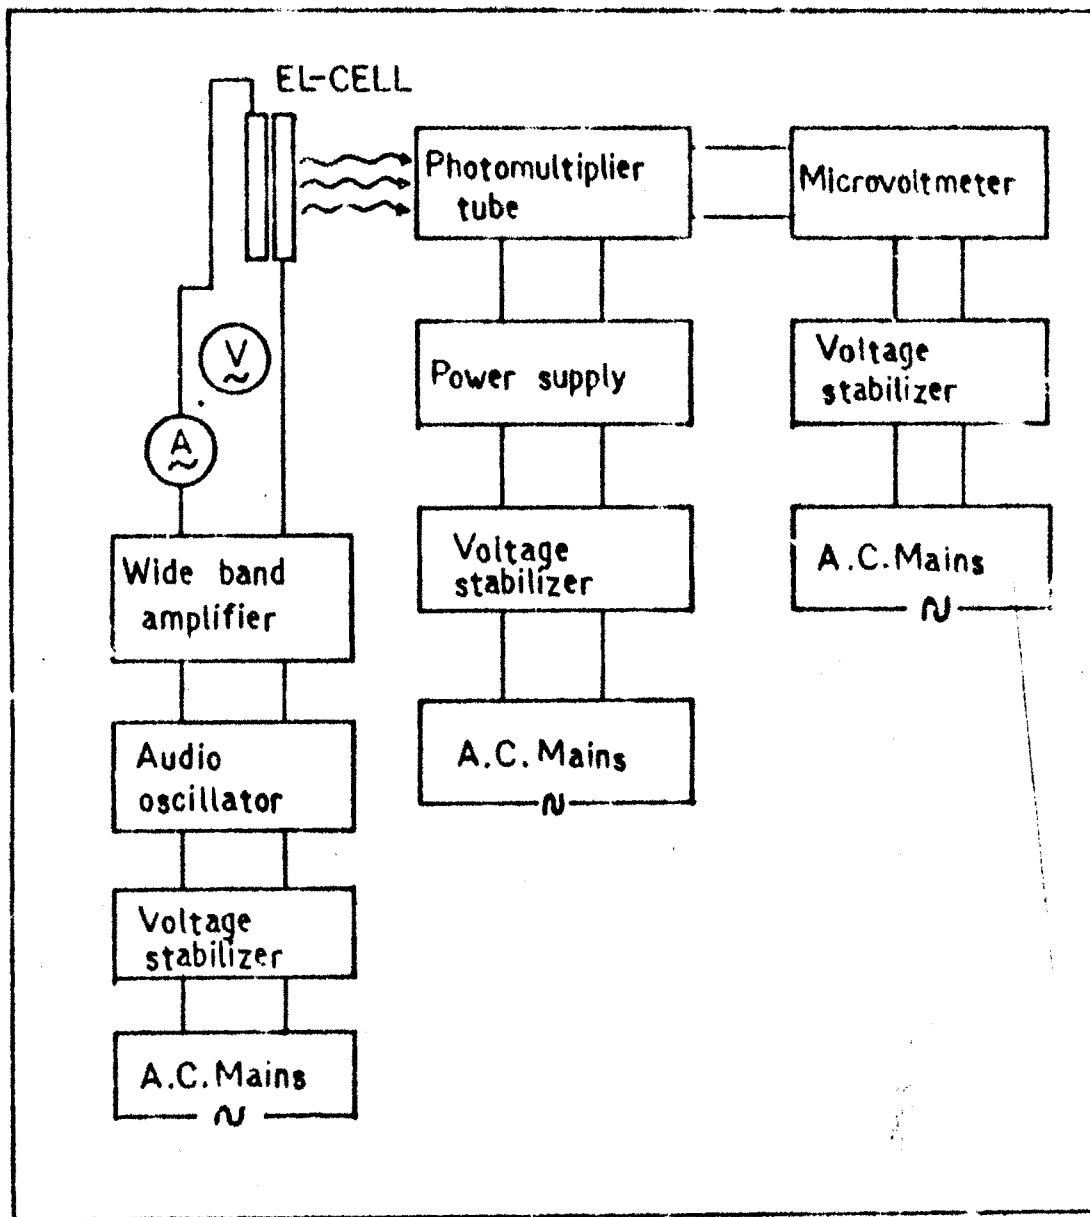 EL-CELL
Photomultiplier
tube
Microvoltmeter
V
A
Power supply
Voltage
stabilizer
Wide band
amplifier
Voltage
stabilizer
A.C.Mains
Audio
oscillator
A.C.Mains
Voltage
stabilizer
A.C.Mains